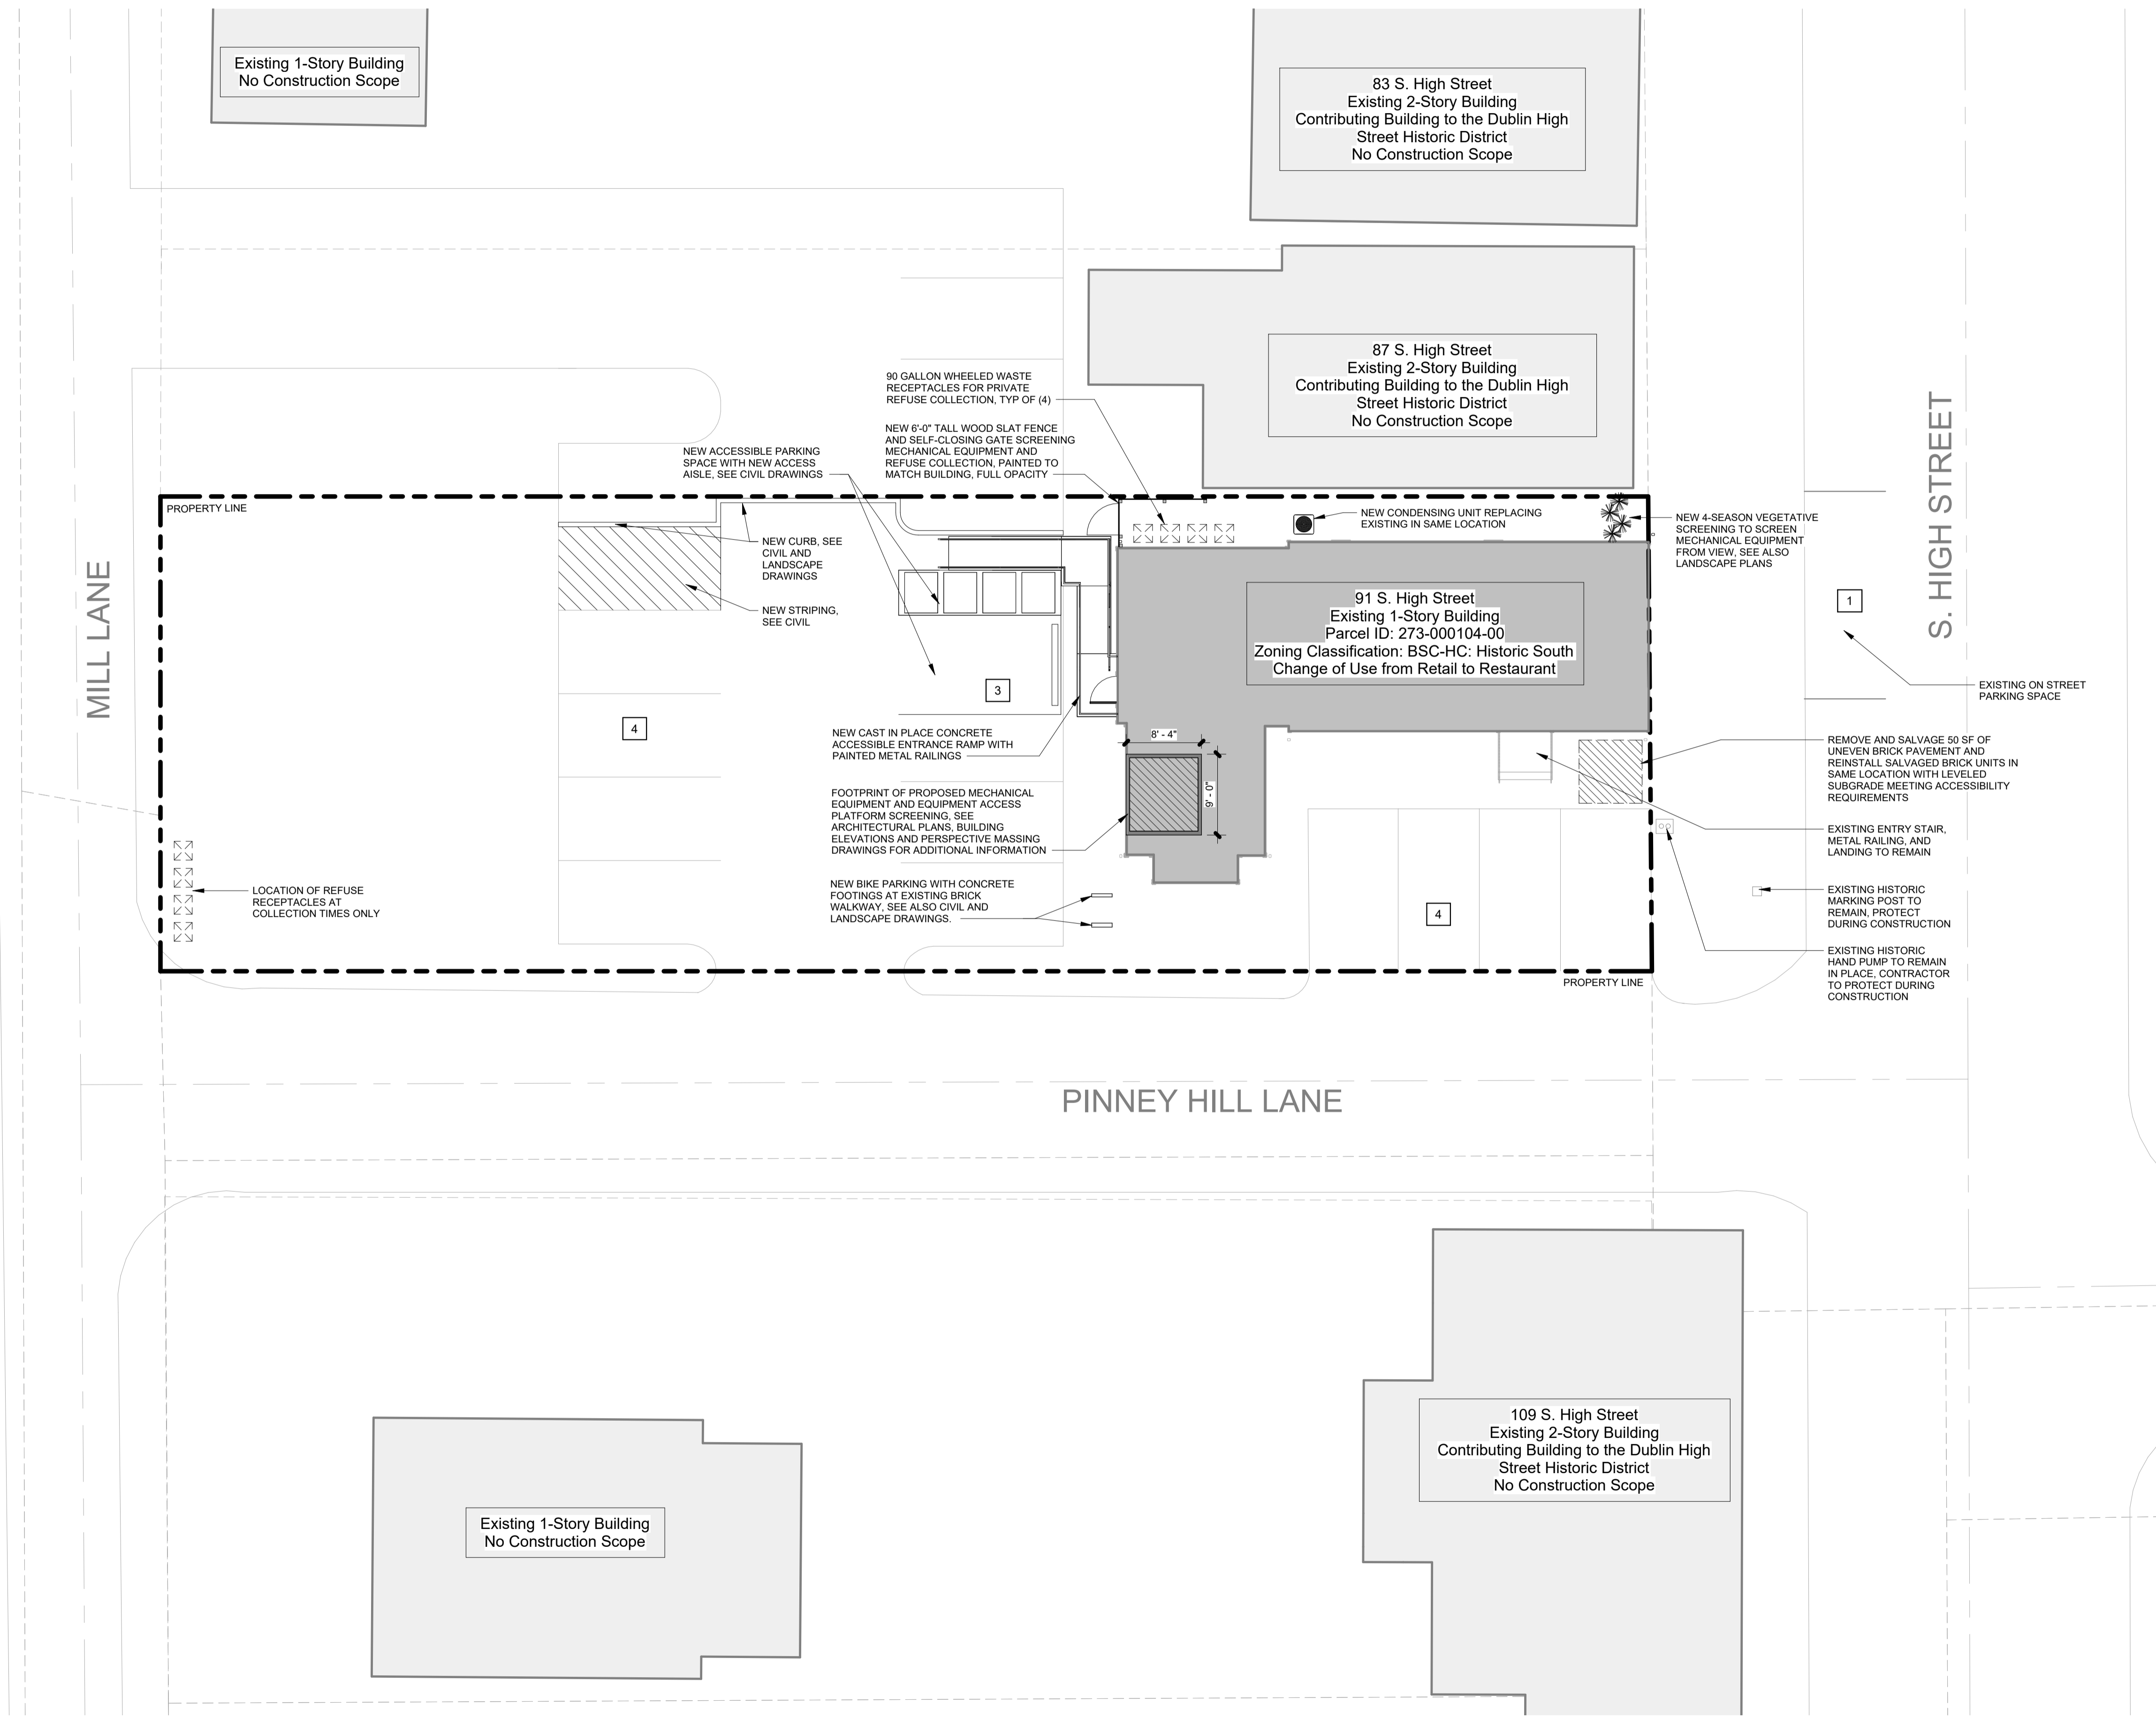 Existing 1-Story Building
No Construction Scope
83 S. High Street
Existing 2-Story Building
Contributing Building to the Dublin High
Street Historic District
No Construction Scope
87 S. High Street
Existing 2-Story Building
Contributing Building to the Dublin High
Street Historic District
No Construction Scope
90 GALLON WHEELED WASTE
RECEPTACLES FOR PRIVATE
REFUSE COLLECTION, TYP OF (4)
NEW 6'-0" TALL WOOD SLAT FENCE
AND SELF-CLOSING GATE SCREENING
MECHANICAL EQUIPMENT AND
REFUSE COLLECTION, PAINTED TO
MATCH BUILDING, FULL OPACITY
NEW ACCESSIBLE PARKING
SPACE WITH NEW ACCESS
AISLE, SEE CIVIL DRAWINGS
PROPERTY LINE
NEW CONDENSING UNIT REPLACING
EXISTING IN SAME LOCATION
NEW 4-SEASON VEGETATIVE
SCREENING TO SCREEN
MECHANICAL EQUIPMENT
FROM VIEW, SEE ALSO
LANDSCAPE PLANS
NEW CURB, SEE
CIVIL AND
LANDSCAPE
DRAWINGS
NEW STRIPING,
SEE CIVIL
MILL LANE
S. HIGH STREET
91 S. High Street
Existing 1-Story Building
Parcel ID: 273-000104-00
Zoning Classification: BSC-HC: Historic South
Change of Use from Retail to Restaurant
1
EXISTING ON STREET
PARKING SPACE
3
4
NEW CAST IN PLACE CONCRETE
ACCESSIBLE ENTRANCE RAMP WITH
PAINTED METAL RAILINGS
8' - 4"
9' - 0"
REMOVE AND SALVAGE 50 SF OF
UNEVEN BRICK PAVEMENT AND
REINSTALL SALVAGED BRICK UNITS IN
SAME LOCATION WITH LEVELED
SUBGRADE MEETING ACCESSIBILITY
REQUIREMENTS
FOOTPRINT OF PROPOSED MECHANICAL
EQUIPMENT AND EQUIPMENT ACCESS
PLATFORM SCREENING, SEE
ARCHITECTURAL PLANS, BUILDING
ELEVATIONS AND PERSPECTIVE MASSING
DRAWINGS FOR ADDITIONAL INFORMATION
EXISTING ENTRY STAIR,
METAL RAILING, AND
LANDING TO REMAIN
LOCATION OF REFUSE
RECEPTACLES AT
COLLECTION TIMES ONLY
NEW BIKE PARKING WITH CONCRETE
FOOTINGS AT EXISTING BRICK
WALKWAY, SEE ALSO CIVIL AND
LANDSCAPE DRAWINGS.
4
EXISTING HISTORIC
MARKING POST TO
REMAIN, PROTECT
DURING CONSTRUCTION
EXISTING HISTORIC
HAND PUMP TO REMAIN
IN PLACE, CONTRACTOR
TO PROTECT DURING
CONSTRUCTION
PROPERTY LINE
PINNEY HILL LANE
109 S. High Street
Existing 2-Story Building
Contributing Building to the Dublin High
Street Historic District
No Construction Scope
Existing 1-Story Building
No Construction Scope